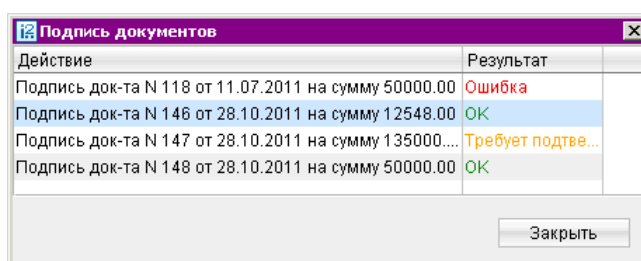 i2 Подпись документов
Действие Результат
Подпись док-та N 118 от 11.07.2011 на сумму 50000.00 Ошибка
Подпись док-та N 146 от 28.10.2011 на сумму 12548.00 OK
Подпись док-та N 147 от 28.10.2011 на сумму 135000.... Требует подтве...
Подпись док-та N 148 от 28.10.2011 на сумму 50000.00 OK
Закрыть